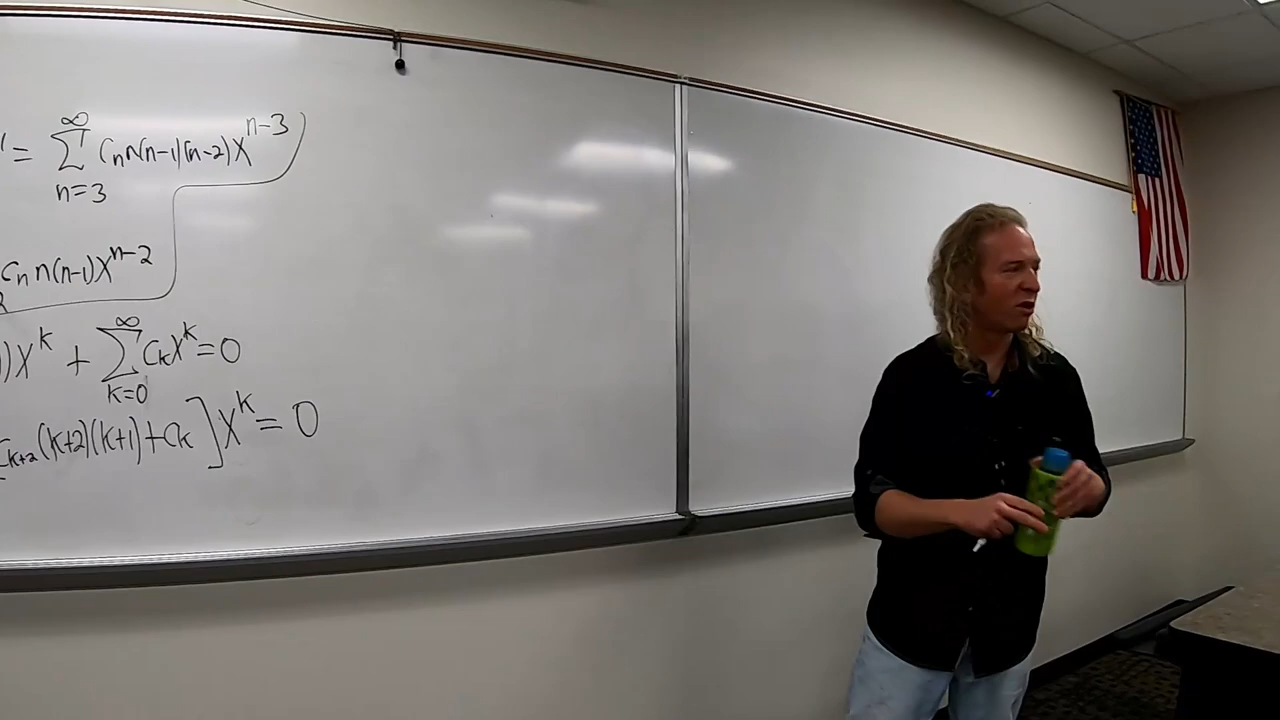 ' = ∑_{n=3}^{∞} C_n n(n-1)(n-2)X^{n-3}
C_n n(n-1)X^{n-2}
)X^k + ∑_{k=0}^{∞} C_k X^k = 0
C_{k+2}(k+2)(k+1)+C_k ]X^k = 0